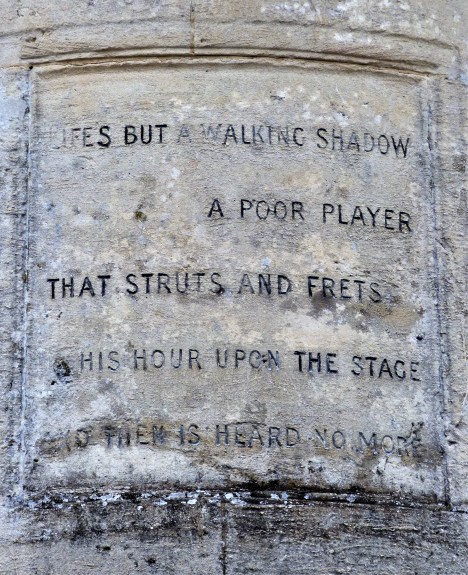 LIFES BUT A WALKING SHADOW
A POOR PLAYER
THAT STRUTS AND FRETS
HIS HOUR UPON THE STAGE
AND THEN IS HEARD NO MORE